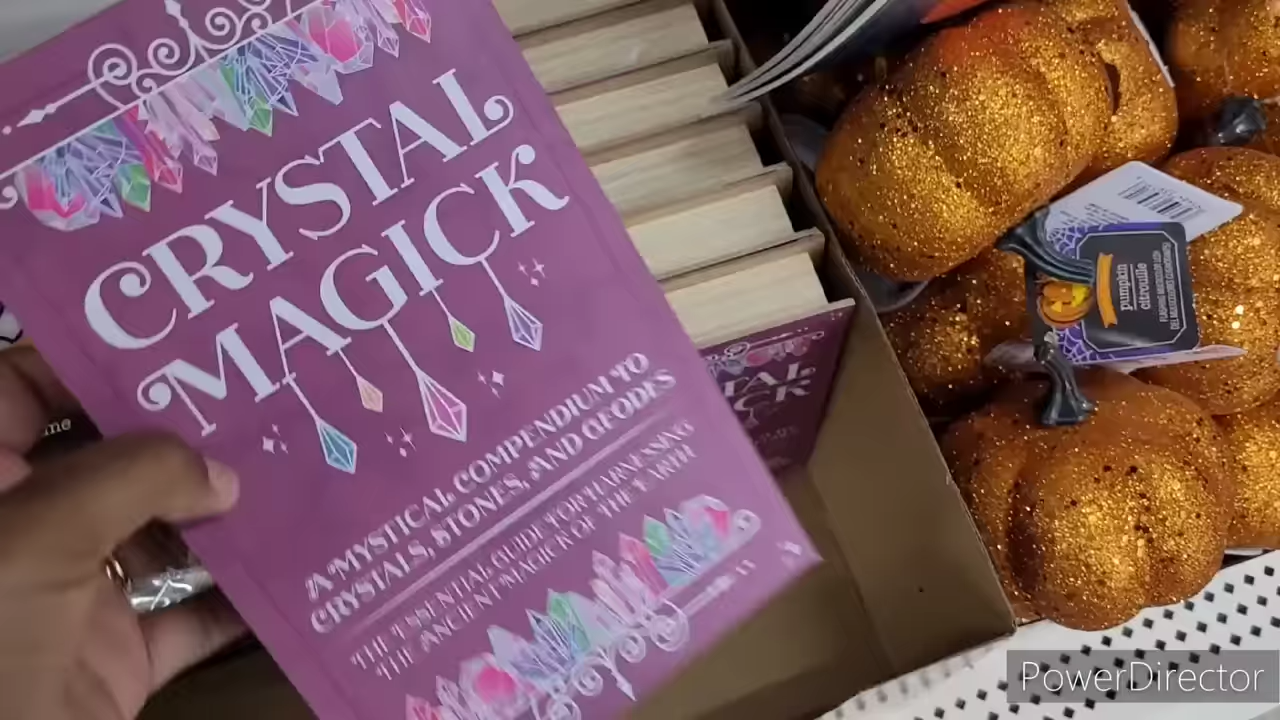 CRYSTAL
MAGICK
A MYSTICAL COMPENDIUM TO
CRYSTALS, STONES, AND GEODES
THE ESSENTIAL GUIDE FOR HARNESSING
THE ANCIENT MAGICK OF THE EARTH
me
pumpkin
citrouille
PowerDirector